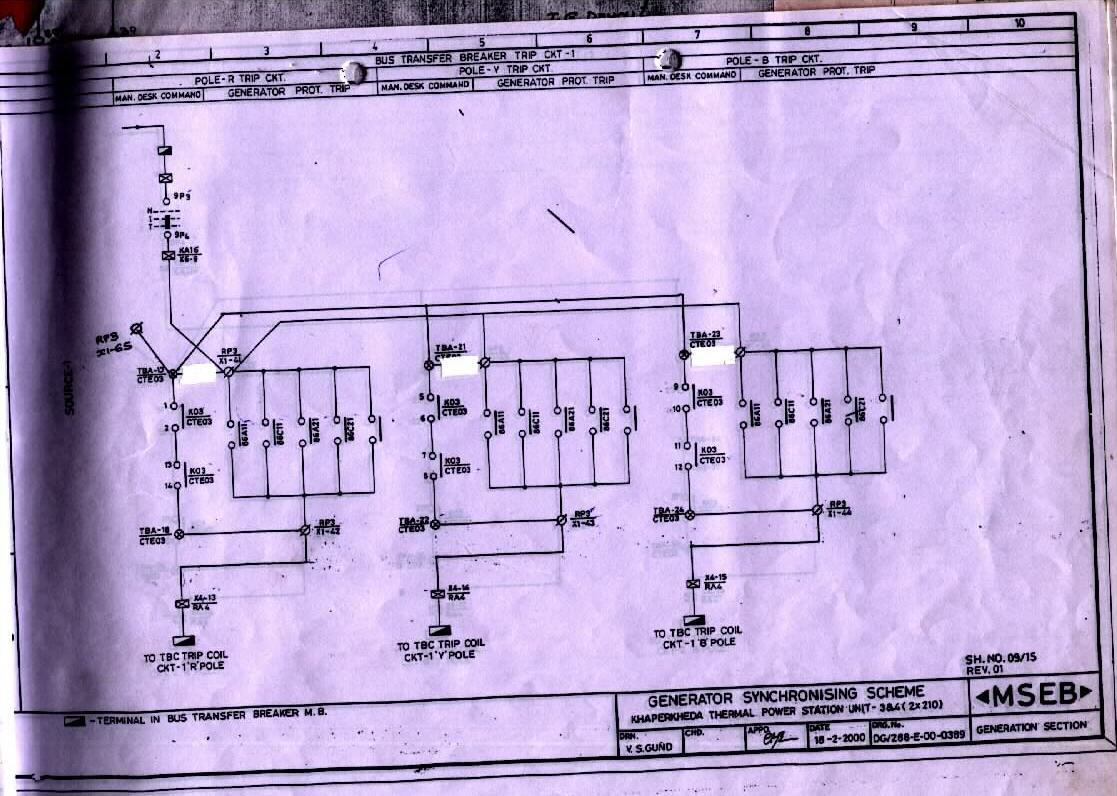 2 3 4 5 6 7 8 9 10
BUS TRANSFER BREAKER TRIP CKT-1
POLE-R TRIP CKT. POLE-Y TRIP CKT. POLE-B TRIP CKT.
MAN. DESK COMMAND GENERATOR PROT. TRIP MAN. DESK COMMAND GENERATOR PROT. TRIP MAN. DESK COMMAND GENERATOR PROT. TRIP
9P3
N
I
T
9P4
KA16
SOURCE-1
RP3
X1-65
TBA-17
CTE03
RP3
X1-41
TBA-21
CTE03
TBA-23
CTE03
1 K03
2 CTE03
13 K03
14 CTE03
86A11 86C11 86A21 86C21
5 K03
6 CTE03
7 K03
8 CTE03
86A11 86C11 86A21 86C21
9 K03
10 CTE03
11 K03
12 CTE03
86A11 86C11 86A21 86C21
TBA-18
CTE03
RP3
X1-42
TBA-22
CTE03
RP3
X1-43
TBA-24
CTE03
RP3
X1-44
X4-13
RA4
X4-14
RA4
X4-15
RA4
TO TBC TRIP COIL
CKT-1'R'POLE
TO TBC TRIP COIL
CKT-1'Y'POLE
TO TBC TRIP COIL
CKT-1'B'POLE
SH. NO. 09/15
REV. 01
-TERMINAL IN BUS TRANSFER BREAKER M.B.
GENERATOR SYNCHRONISING SCHEME
KHAPERKHEDA THERMAL POWER STATION UNIT-3&4(2x210)
MSEB
GENERATION SECTION
DRN.
V.S.GUND
CHD.
APPD.
DATE
18-2-2000
DRG.No.
DG/268-E-00-0389